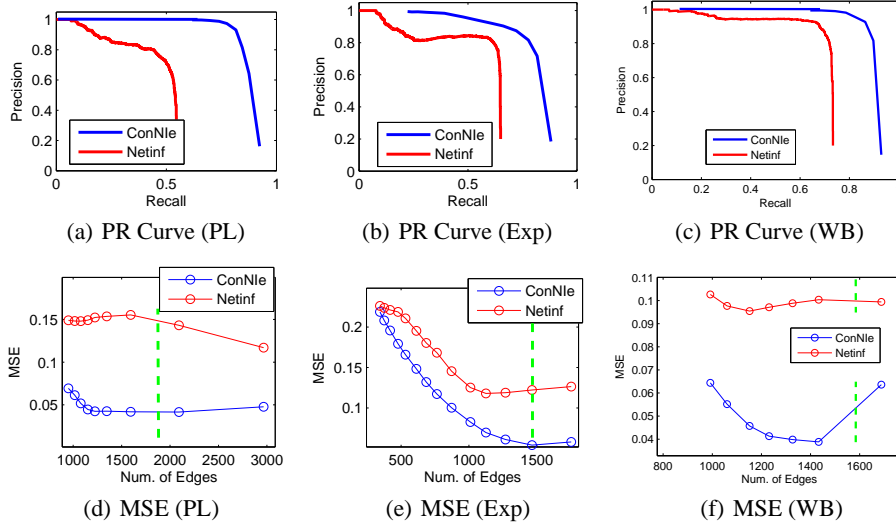 1
0.8
0.6
0.4
0.2
0
Precision
0
0.5
1
Recall
ConNIe
Netinf
(a) PR Curve (PL)
1
0.8
0.6
0.4
0.2
0
Precision
0
0.5
1
Recall
ConNIe
Netinf
(b) PR Curve (Exp)
1
0.8
0.6
0.4
0.2
0
Precision
0
0.2
0.4
0.6
0.8
Recall
ConNIe
Netinf
(c) PR Curve (WB)
0.2
0.15
0.1
0.05
MSE
1000
1500
2000
2500
3000
Num. of Edges
ConNIe
Netinf
(d) MSE (PL)
0.2
0.15
0.1
MSE
500
1000
1500
Num. of Edges
ConNIe
Netinf
(e) MSE (Exp)
0.11
0.1
0.09
0.08
0.07
0.06
0.05
0.04
MSE
800
1000
1200
1400
1600
Num. of Edges
ConNIe
Netinf
(f) MSE (WB)